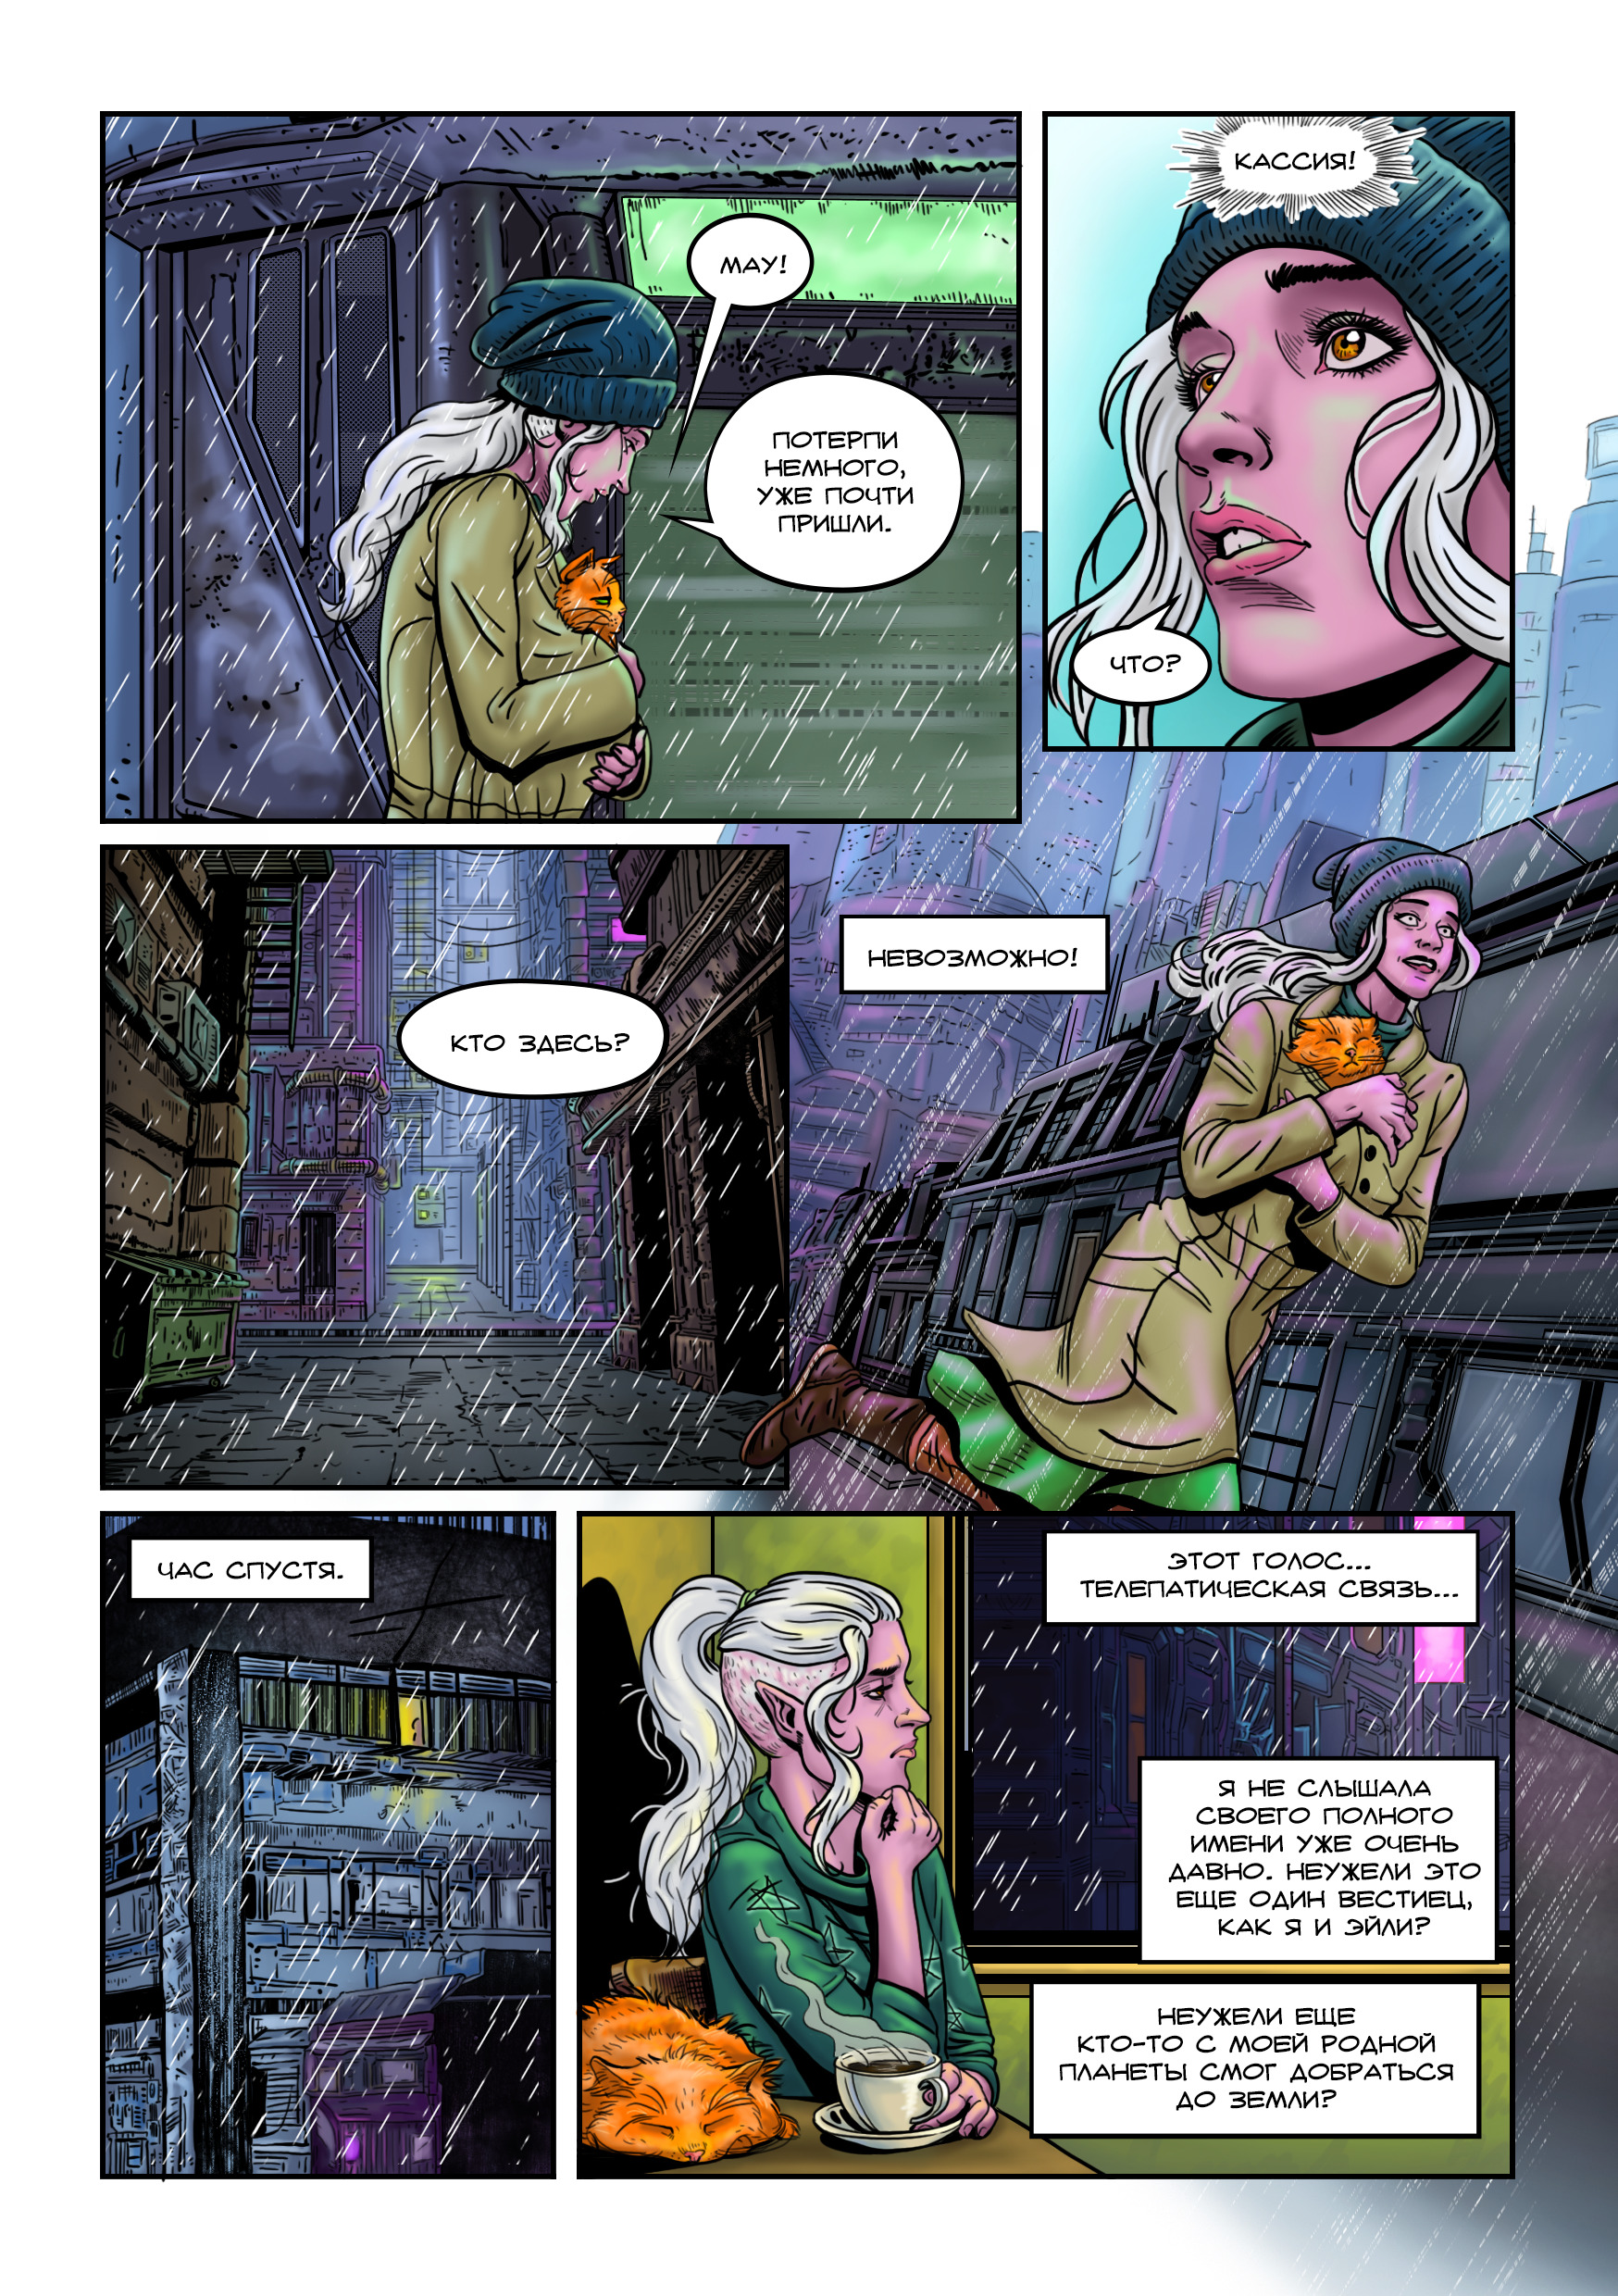 МАУ!
ПОТЕРПИ
НЕМНОГО,
УЖЕ ПОЧТИ
ПРИШЛИ.
КАССИЯ!
ЧТО?
КТО ЗДЕСЬ?
НЕВОЗМОЖНО!
ЧАС СПУСТЯ.
ЭТОТ ГОЛОС...
ТЕЛЕПАТИЧЕСКАЯ СВЯЗЬ...
Я НЕ СЛЫШАЛА
СВОЕГО ПОЛНОГО
ИМЕНИ УЖЕ ОЧЕНЬ
ДАВНО. НЕУЖЕЛИ ЭТО
ЕЩЕ ОДИН ВЕСТИЕЦ,
КАК Я И ЭЙЛИ?
НЕУЖЕЛИ ЕЩЕ
КТО-ТО С МОЕЙ РОДНОЙ
ПЛАНЕТЫ СМОГ ДОБРАТЬСЯ
ДО ЗЕМЛИ?